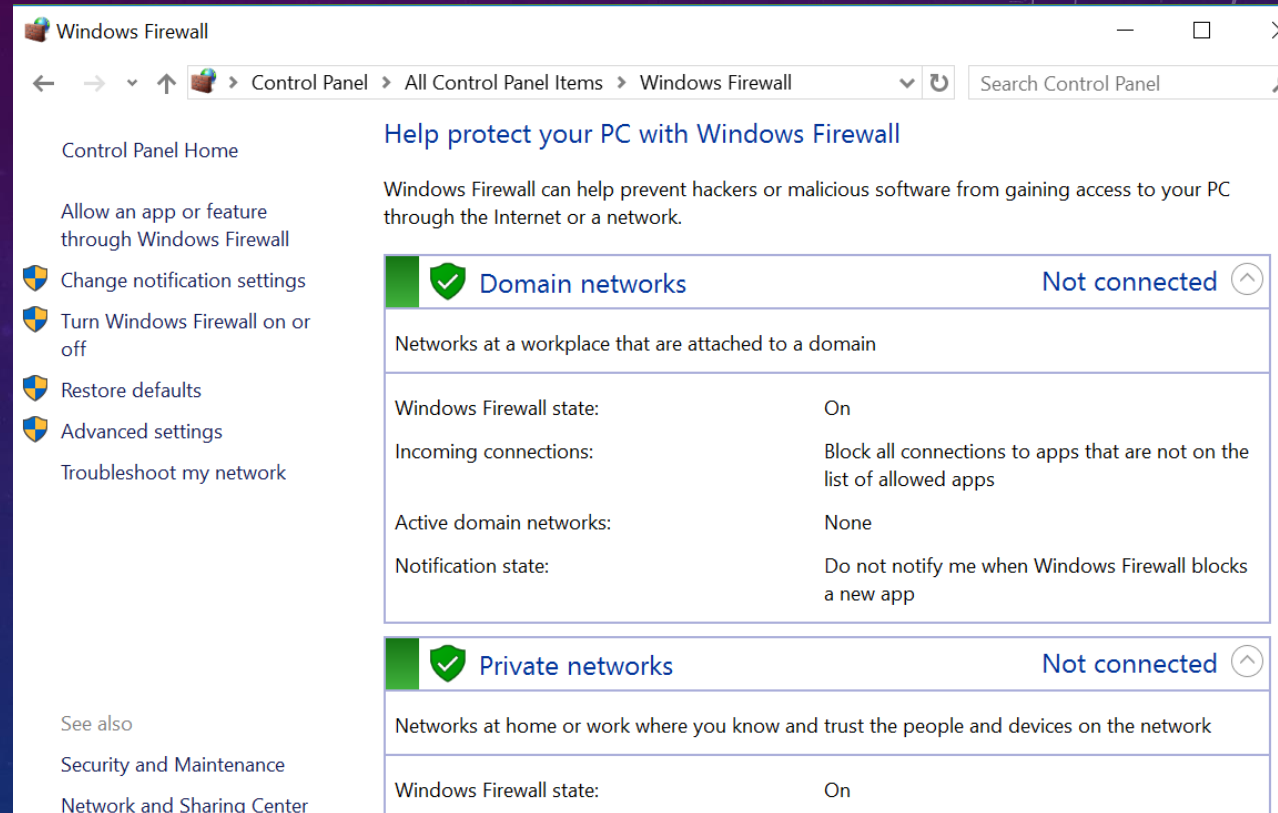 Windows Firewall
Control Panel > All Control Panel Items > Windows Firewall
Search Control Panel
Control Panel Home
Allow an app or feature
through Windows Firewall
Change notification settings
Turn Windows Firewall on or
off
Restore defaults
Advanced settings
Troubleshoot my network
See also
Security and Maintenance
Network and Sharing Center
Help protect your PC with Windows Firewall
Windows Firewall can help prevent hackers or malicious software from gaining access to your PC
through the Internet or a network.
Domain networks Not connected
Networks at a workplace that are attached to a domain
Windows Firewall state: On
Incoming connections: Block all connections to apps that are not on the
list of allowed apps
Active domain networks: None
Notification state: Do not notify me when Windows Firewall blocks
a new app
Private networks Not connected
Networks at home or work where you know and trust the people and devices on the network
Windows Firewall state: On